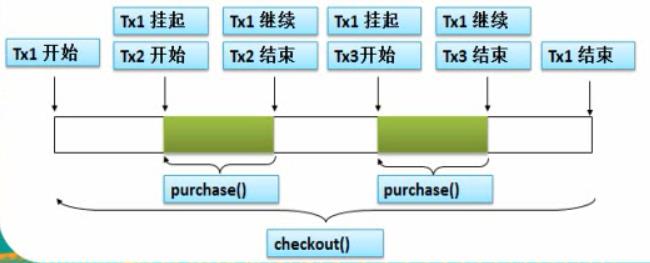 Tx1 挂起
Tx1 继续
Tx1 挂起
Tx1 继续
Tx1 开始
Tx2 开始
Tx2 结束
Tx3开始
Tx3 结束
Tx1 结束
purchase()
purchase()
checkout()